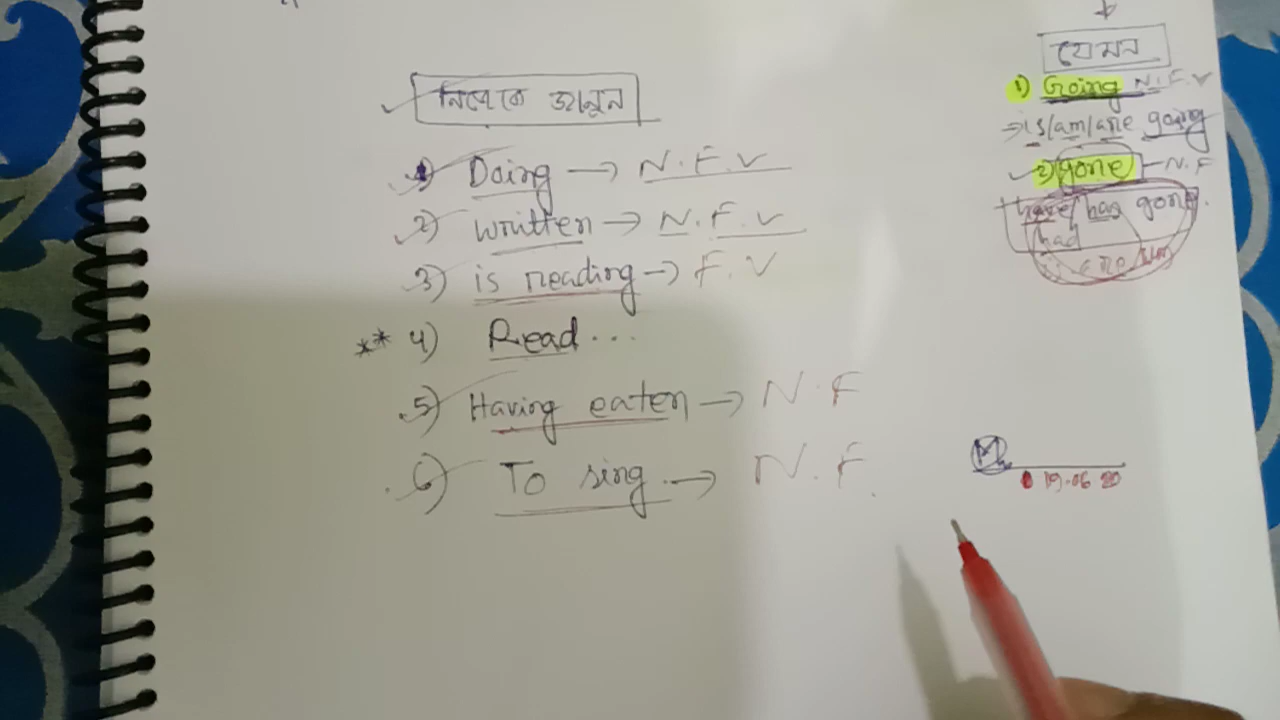 নিজেকে জানুন
1) Doing → N.F.V
2) Written → N.F.V
3) is reading → F.V
** 4) Read...
5) Having eaten → N.F
6) To sing. → N.F.
যেমন
1) Going N.F.V
→ is/am/are going
2) gone - N.F
have/has gone.
had
19.06 20